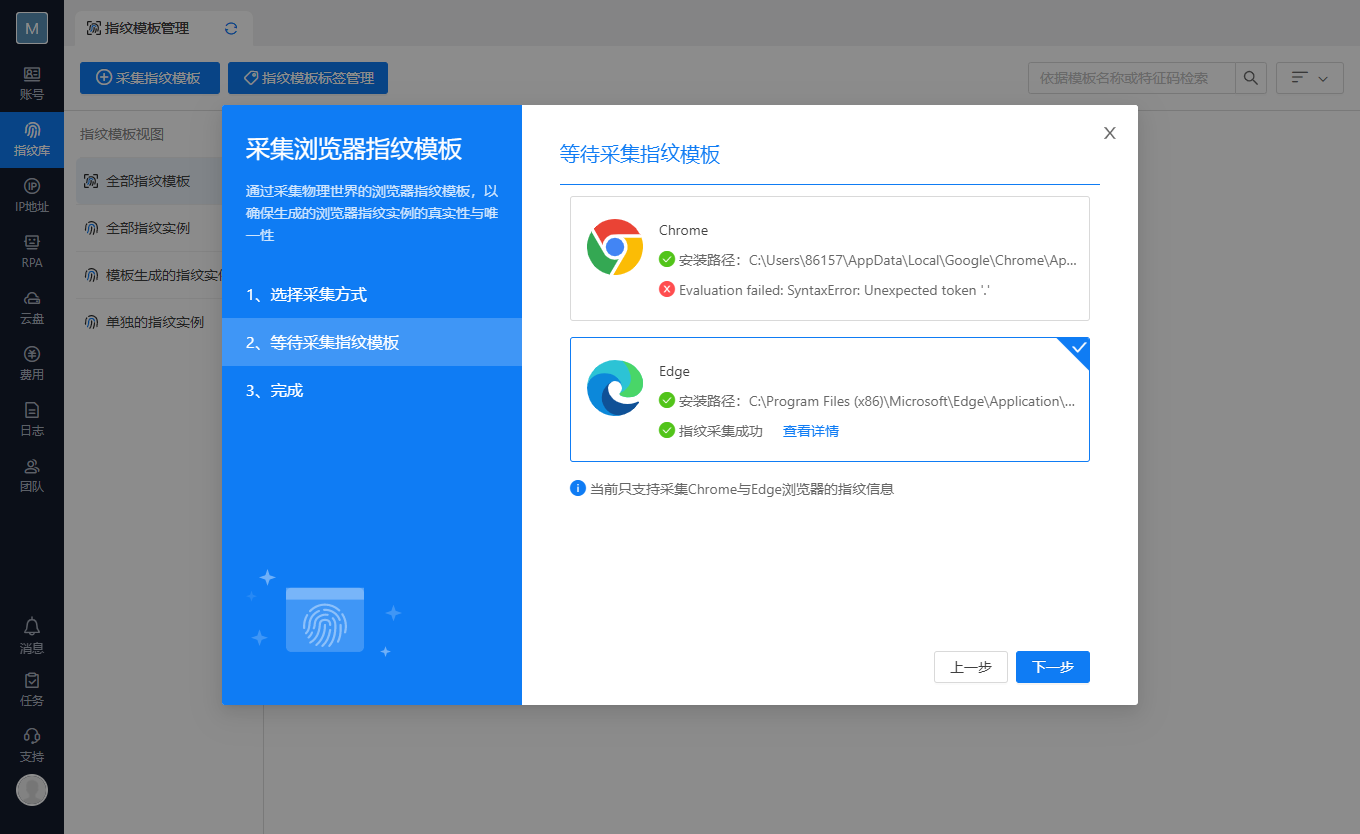 M
指纹模板管理
账号
指纹库
IP地址
RPA
云盘
费用
日志
团队
消息
任务
支持
采集指纹模板
指纹模板标签管理
依据模板名称或特征码检索
指纹模板视图
全部指纹模板
全部指纹实例
模板生成的指纹实
单独的指纹实例
采集浏览器指纹模板
通过采集物理世界的浏览器指纹模板，以
确保生成的浏览器指纹实例的真实性与唯
一性
1、选择采集方式
2、等待采集指纹模板
3、完成
X
等待采集指纹模板
Chrome
安装路径：C:\Users\86157\AppData\Local\Google\Chrome\Ap...
Evaluation failed: SyntaxError: Unexpected token '.'
Edge
安装路径：C:\Program Files (x86)\Microsoft\Edge\Application\...
指纹采集成功 查看详情
当前只支持采集Chrome与Edge浏览器的指纹信息
上一步
下一步